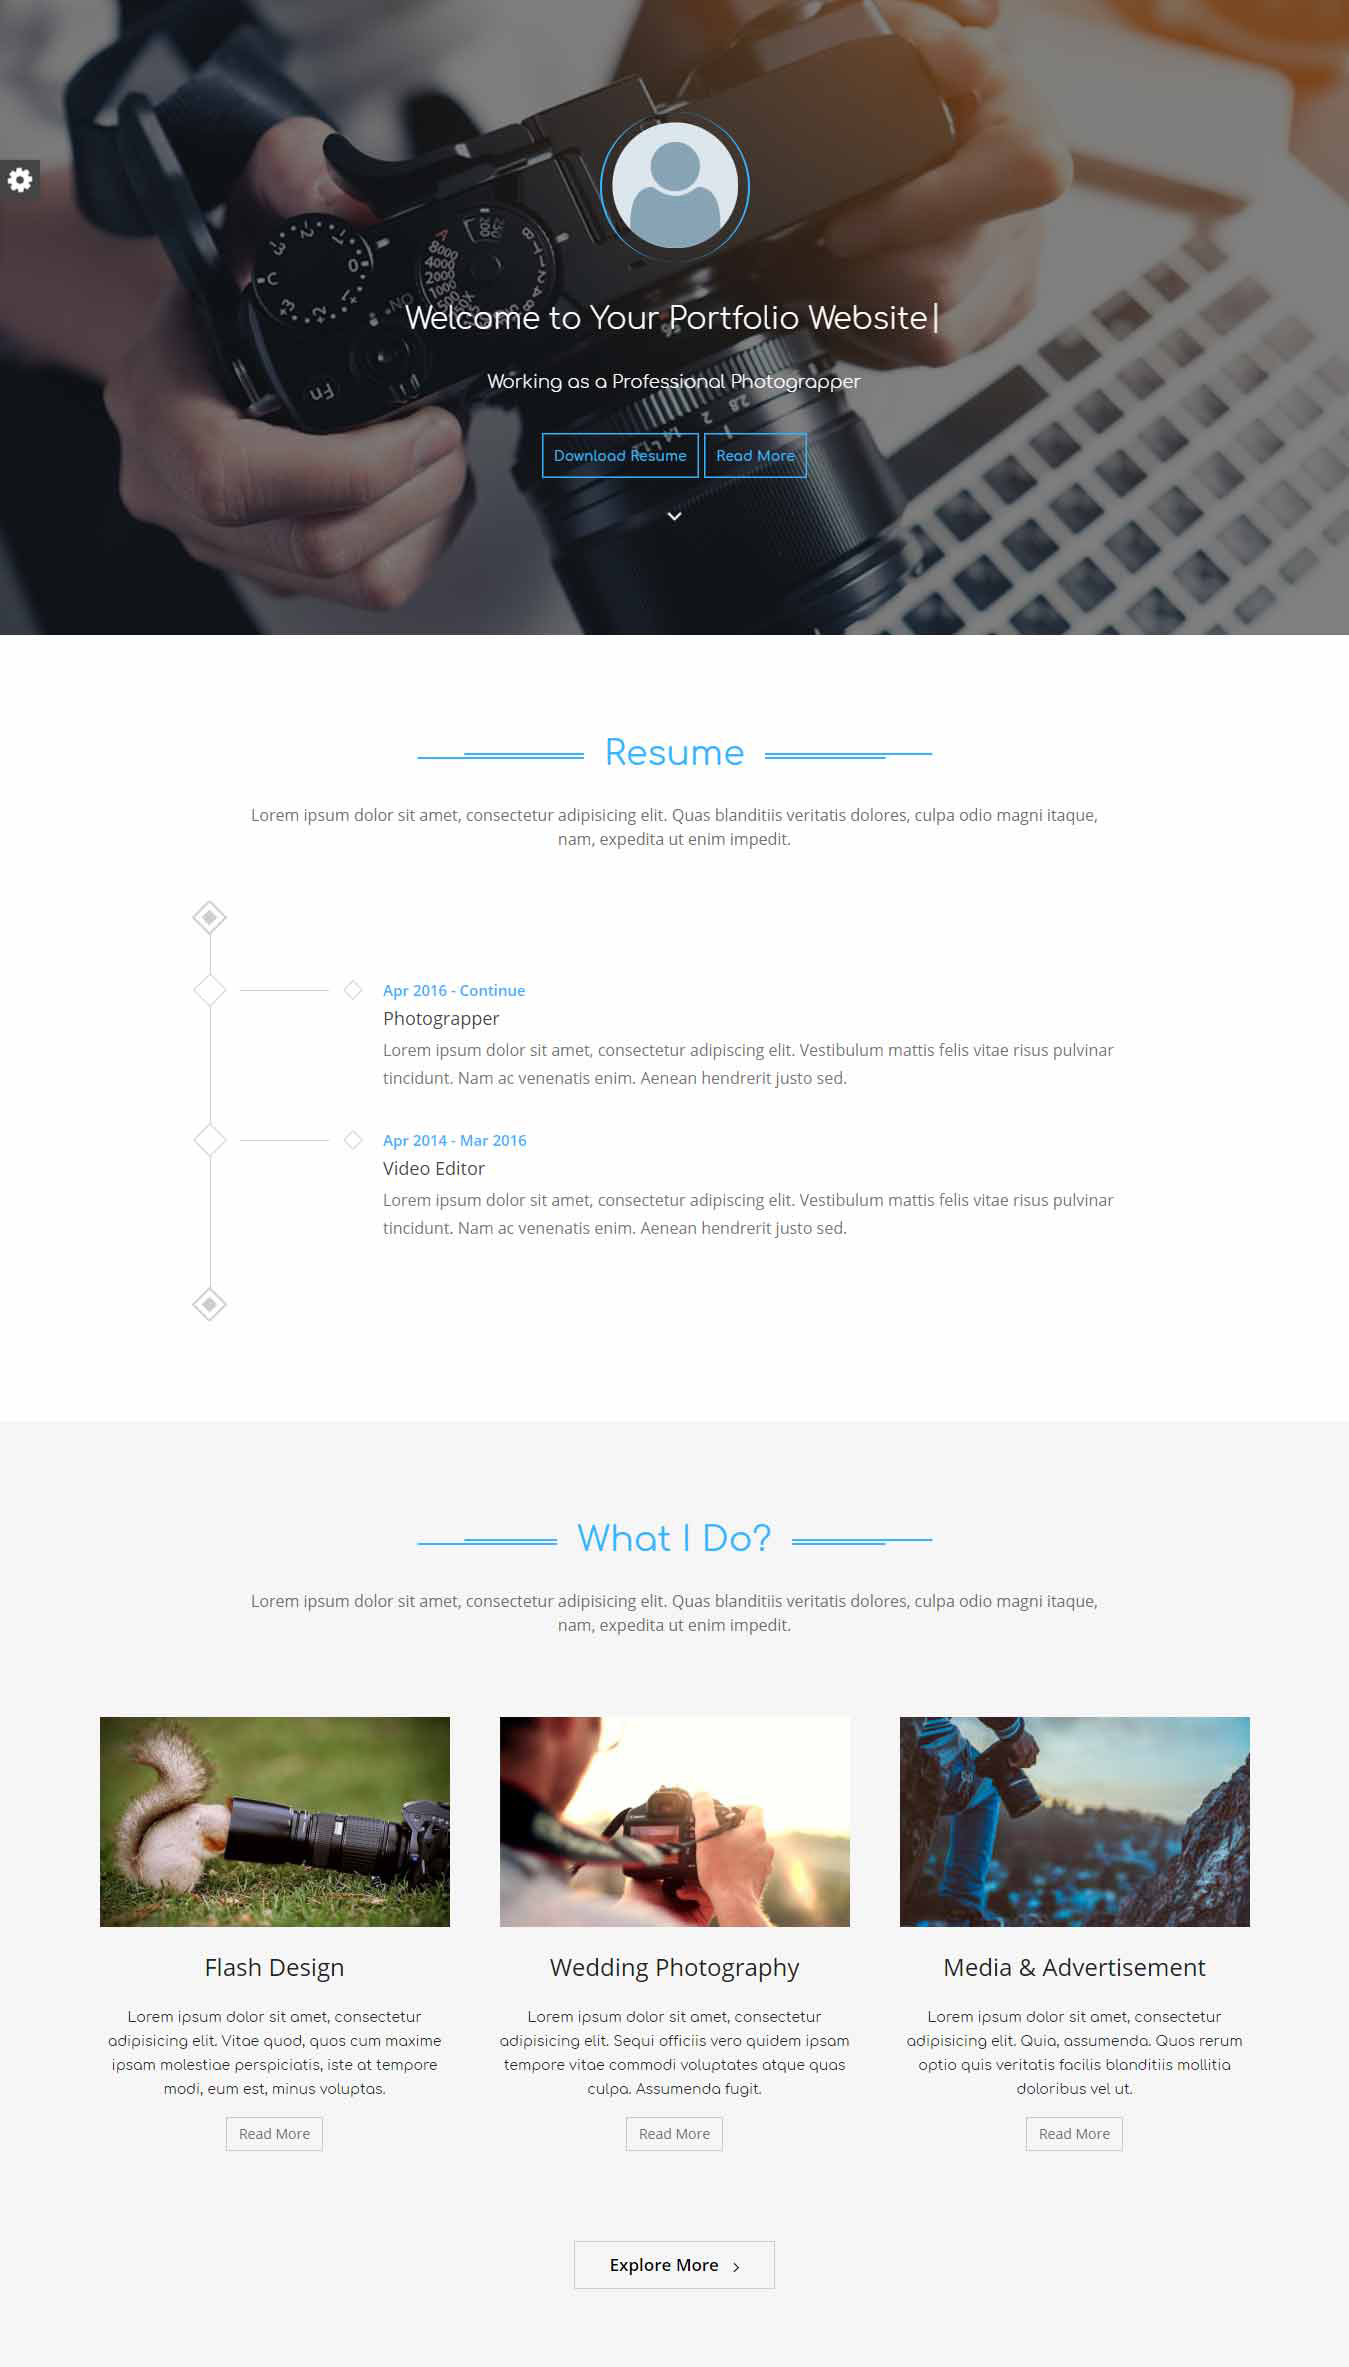 Welcome to Your Portfolio Website|
Working as a Professional Photograpper
Download Resume Read More
Resume
Lorem ipsum dolor sit amet, consectetur adipisicing elit. Quas blanditiis veritatis dolores, culpa odio magni itaque,
nam, expedita ut enim impedit.
Apr 2016 - Continue
Photograpper
Lorem ipsum dolor sit amet, consectetur adipiscing elit. Vestibulum mattis felis vitae risus pulvinar
tincidunt. Nam ac venenatis enim. Aenean hendrerit justo sed.
Apr 2014 - Mar 2016
Video Editor
Lorem ipsum dolor sit amet, consectetur adipiscing elit. Vestibulum mattis felis vitae risus pulvinar
tincidunt. Nam ac venenatis enim. Aenean hendrerit justo sed.
What I Do?
Lorem ipsum dolor sit amet, consectetur adipisicing elit. Quas blanditiis veritatis dolores, culpa odio magni itaque,
nam, expedita ut enim impedit.
Flash Design
Lorem ipsum dolor sit amet, consectetur
adipisicing elit. Vitae quod, quos cum maxime
ipsam molestiae perspiciatis, iste at tempore
modi, eum est, minus voluptas.
Read More
Wedding Photography
Lorem ipsum dolor sit amet, consectetur
adipisicing elit. Sequi officiis vero quidem ipsam
tempore vitae commodi voluptates atque quas
culpa. Assumenda fugit.
Read More
Media & Advertisement
Lorem ipsum dolor sit amet, consectetur
adipisicing elit. Quia, assumenda. Quos rerum
optio quis veritatis facilis blanditiis mollitia
doloribus vel ut.
Read More
Explore More